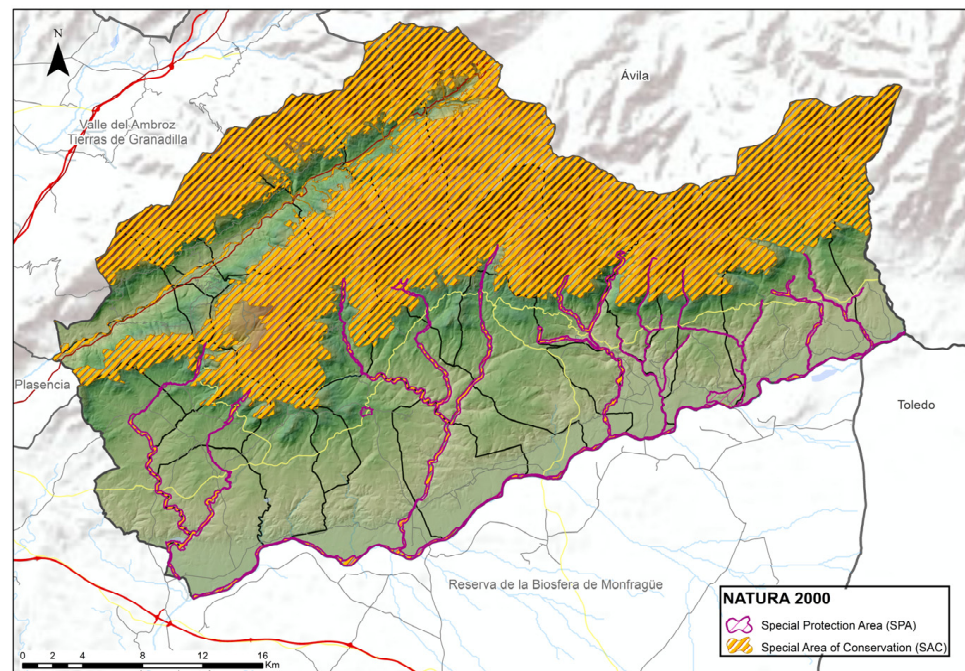 N
Ávila
Valle del Ambroz
Tierras de Granadilla
Plasencia
Toledo
Reserva de la Biosfera de Monfragüe
NATURA 2000
Special Protection Area (SPA)
Special Area of Conservation (SAC)
0 2 4 8 12 16
Km